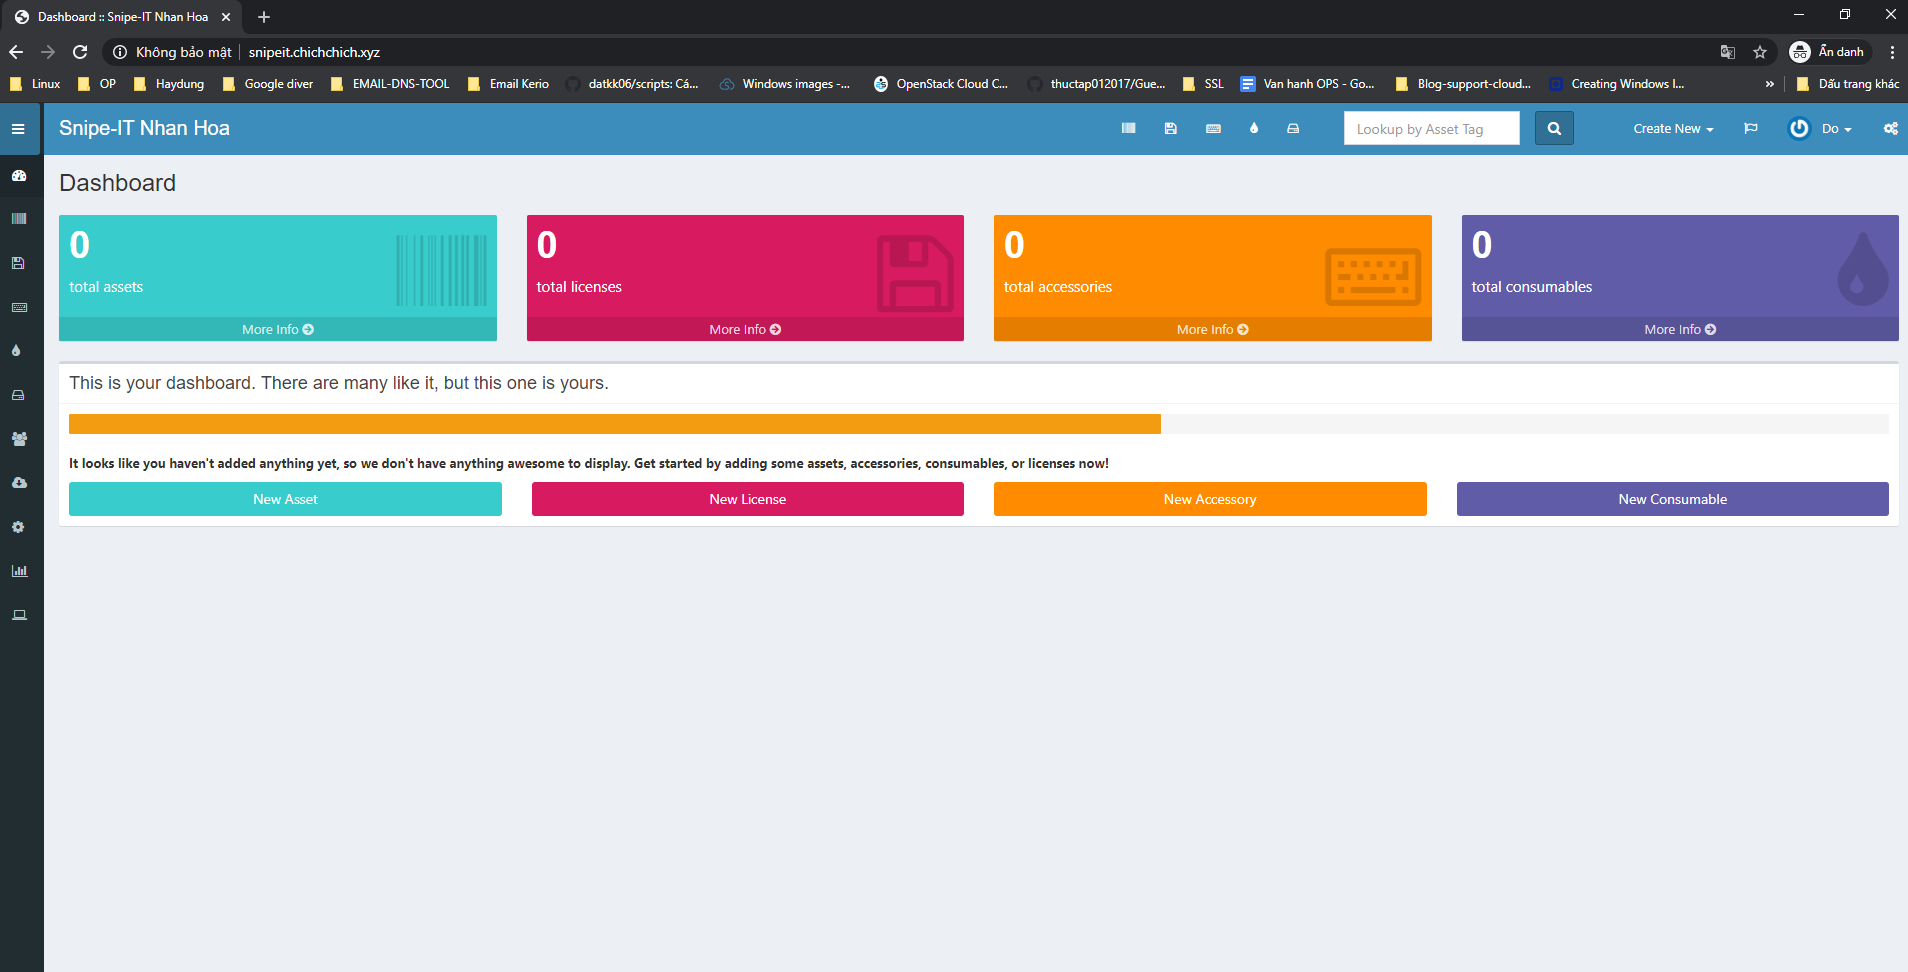 Dashboard :: Snipe-IT Nhan Hoa
Không bảo mật snipeit.chichchich.xyz Ẩn danh
Linux OP Haydung Google diver EMAIL-DNS-TOOL Email Kerio datkk06/scripts: Cá... Windows images -... OpenStack Cloud C... thuctap012017/Gue... SSL Van hanh OPS - Go... Blog-support-cloud... Creating Windows I... » Dấu trang khác
Snipe-IT Nhan Hoa Lookup by Asset Tag Create New Do
Dashboard
0 0 0 0
total assets total licenses total accessories total consumables
More Info More Info More Info More Info
This is your dashboard. There are many like it, but this one is yours.
It looks like you haven't added anything yet, so we don't have anything awesome to display. Get started by adding some assets, accessories, consumables, or licenses now!
New Asset New License New Accessory New Consumable